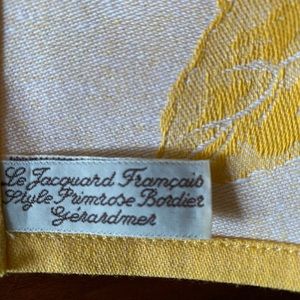 Le Jacquard Français
Style Primrose Bordier
Gérardmer